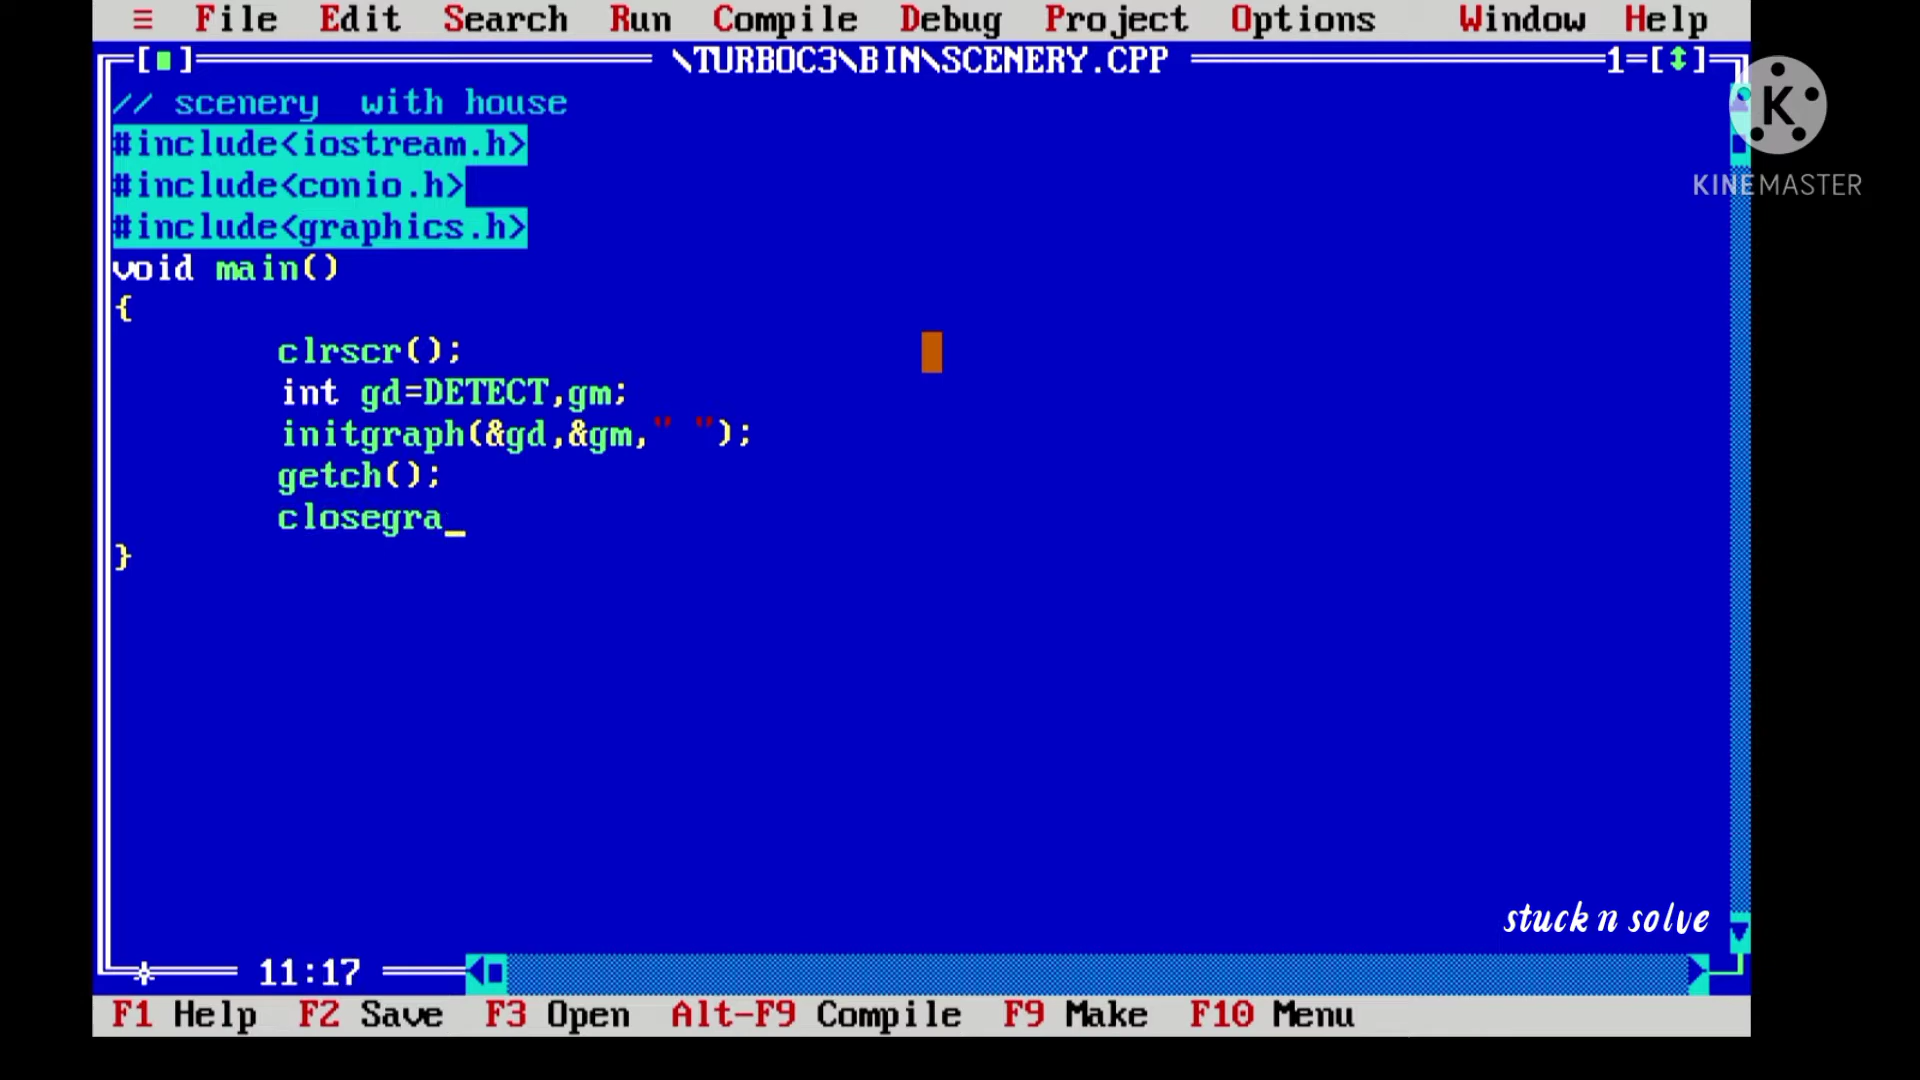 ≡ File Edit Search Run Compile Debug Project Options Window Help
[■] \TURBOC3\BIN\SCENERY.CPP 1=[↕]
// scenery  with house
#include<iostream.h>
#include<conio.h>
#include<graphics.h>
void main()
{
clrscr();
int gd=DETECT,gm;
initgraph(&gd,&gm," ");
getch();
closegra_
}
K
KINEMASTER
stuck n solve
11:17
F1 Help F2 Save F3 Open Alt-F9 Compile F9 Make F10 Menu